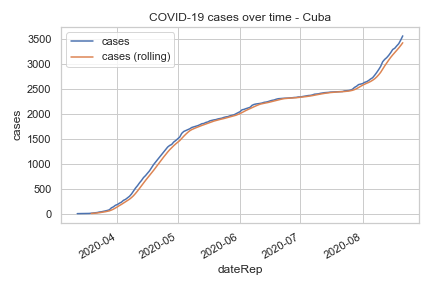 COVID-19 cases over time - Cuba
cases
cases (rolling)
3500
3000
2500
2000
1500
1000
500
0
cases
2020-04
2020-05
2020-06
2020-07
2020-08
dateRep